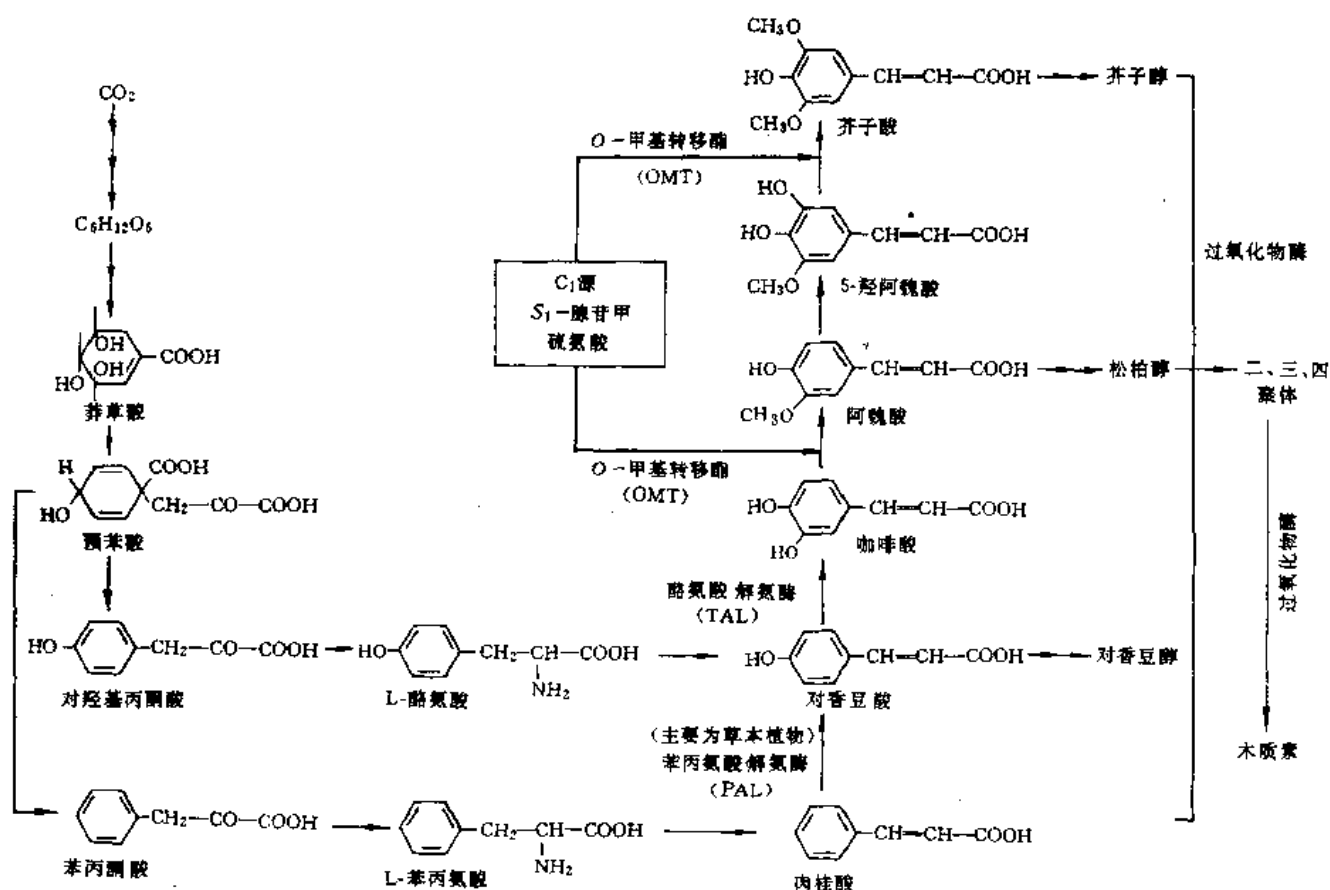 CO₂
C₆H₁₂O₆
OH
OH
HO
COOH
莽草酸
H
COOH
HO
CH₂—CO—COOH
预苯酸
HO
CH₂—CO—COOH
对羟基丙酮酸
HO
CH₂—CH—COOH
NH₂
L-酪氨酸
苯丙酮酸
CH₂—CO—COOH
CH₂—CH—COOH
NH₂
L-苯丙氨酸
C₁源
S₁—腺苷甲
硫氨酸
O—甲基转移酯
(OMT)
O—甲基转移酯
(OMT)
CH₃O
HO
CH=CH—COOH
CH₃O
芥子酸
芥子醇
HO
HO
CH=CH—COOH
CH₃O
5-羟阿魏酸
HO
CH=CH—COOH
CH₃O
阿魏酸
松柏醇
HO
CH=CH—COOH
HO
咖啡酸
酪氨酸 解氨酶
(TAL)
HO
CH=CH—COOH
对香豆酸
对香豆醇
(主要为草本植物)
苯丙氨酸解氨酶
(PAL)
CH=CH—COOH
肉桂酸
过氧化物酶
二、三、四
聚体
过氧化物酶
木质素